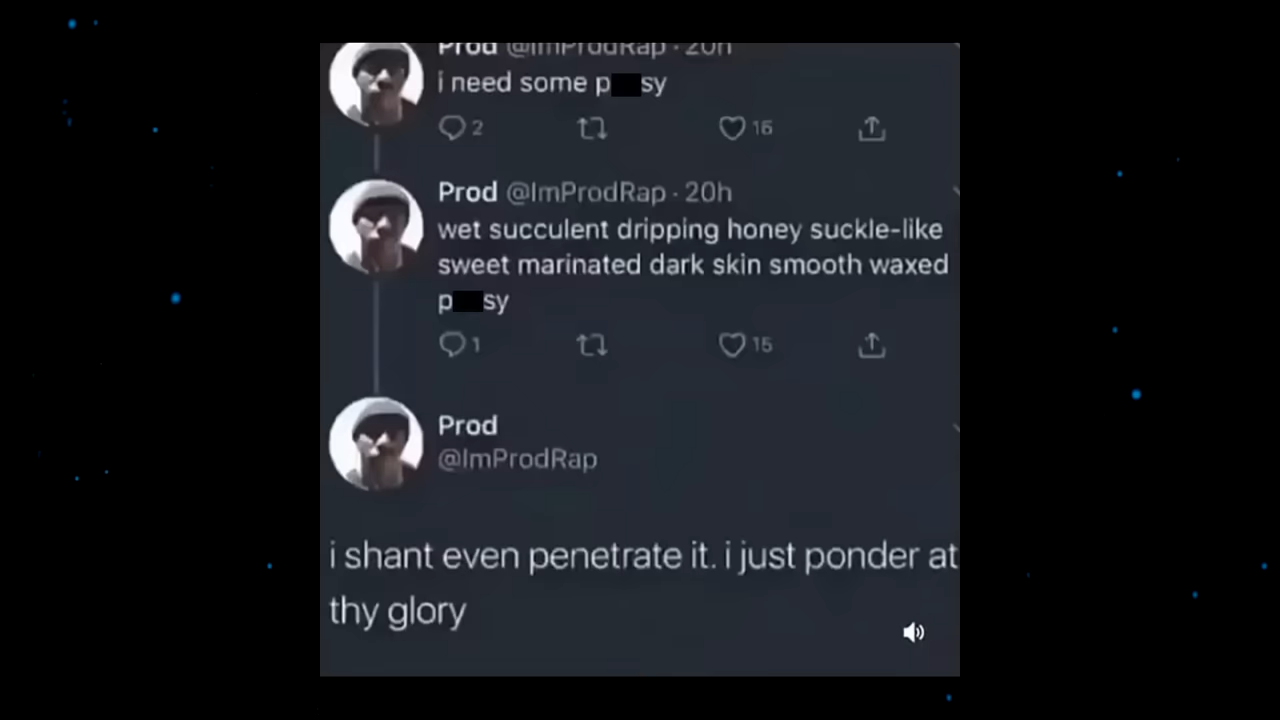 Prod @ImProdRap · 20h
i need some p██sy
2 16
Prod @ImProdRap · 20h
wet succulent dripping honey suckle-like
sweet marinated dark skin smooth waxed
p██sy
1 15
Prod
@ImProdRap
i shant even penetrate it. i just ponder at
thy glory